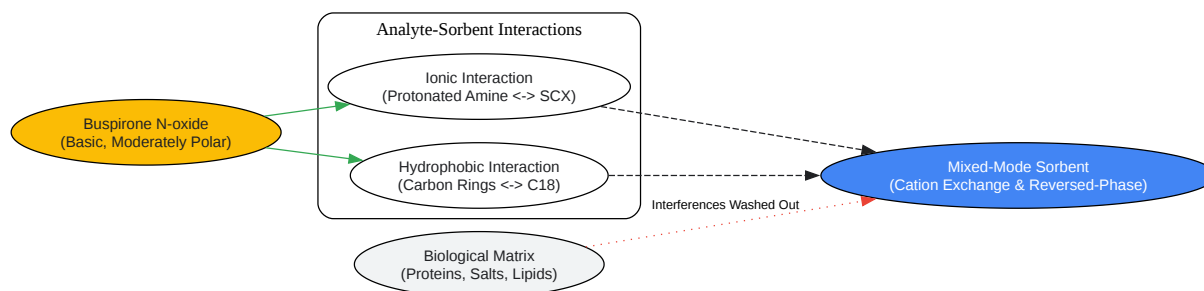 Analyte-Sorbent Interactions
Ionic Interaction
(Protonated Amine <-> SCX)
Buspirone N-oxide
(Basic, Moderately Polar)
Hydrophobic Interaction
(Carbon Rings <-> C18)
Mixed-Mode Sorbent
(Cation Exchange & Reversed-Phase)
Interferences Washed Out
Biological Matrix
(Proteins, Salts, Lipids)